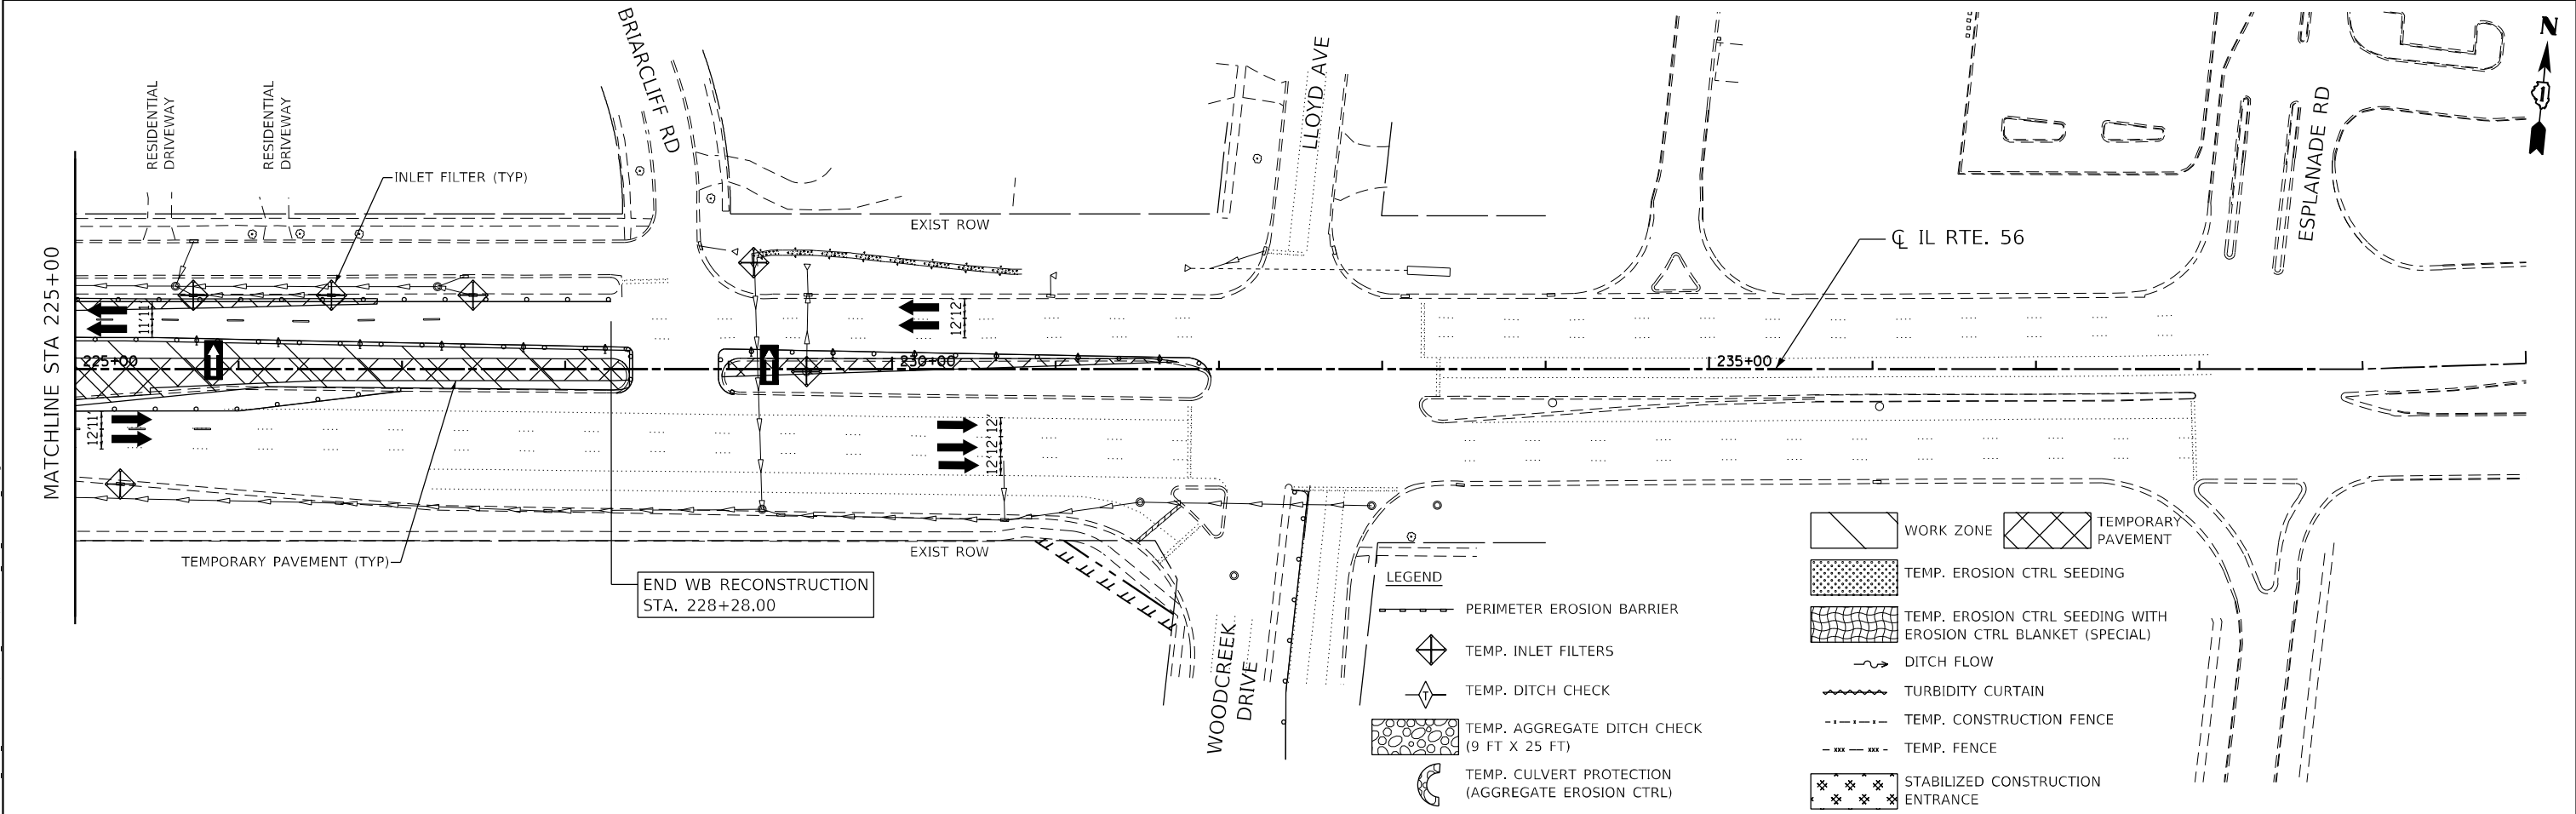 BRIARCLIFF RD
LLOYD AVE
N
RESIDENTIAL
DRIVEWAY
RESIDENTIAL
DRIVEWAY
ESPLANADE RD
INLET FILTER (TYP)
EXIST ROW
℄ IL RTE. 56
MATCHLINE STA 225+00
11'11'
12'12'
225+00
230+00
235+00
12'11'
12'12'12'
TEMPORARY PAVEMENT (TYP)
EXIST ROW
END WB RECONSTRUCTION
STA. 228+28.00
WOODCREEK
DRIVE
LEGEND
PERIMETER EROSION BARRIER
TEMP. INLET FILTERS
T
TEMP. DITCH CHECK
TEMP. AGGREGATE DITCH CHECK
(9 FT X 25 FT)
TEMP. CULVERT PROTECTION
(AGGREGATE EROSION CTRL)
WORK ZONE
TEMPORARY
PAVEMENT
TEMP. EROSION CTRL SEEDING
TEMP. EROSION CTRL SEEDING WITH
EROSION CTRL BLANKET (SPECIAL)
DITCH FLOW
TURBIDITY CURTAIN
TEMP. CONSTRUCTION FENCE
TEMP. FENCE
STABILIZED CONSTRUCTION
ENTRANCE